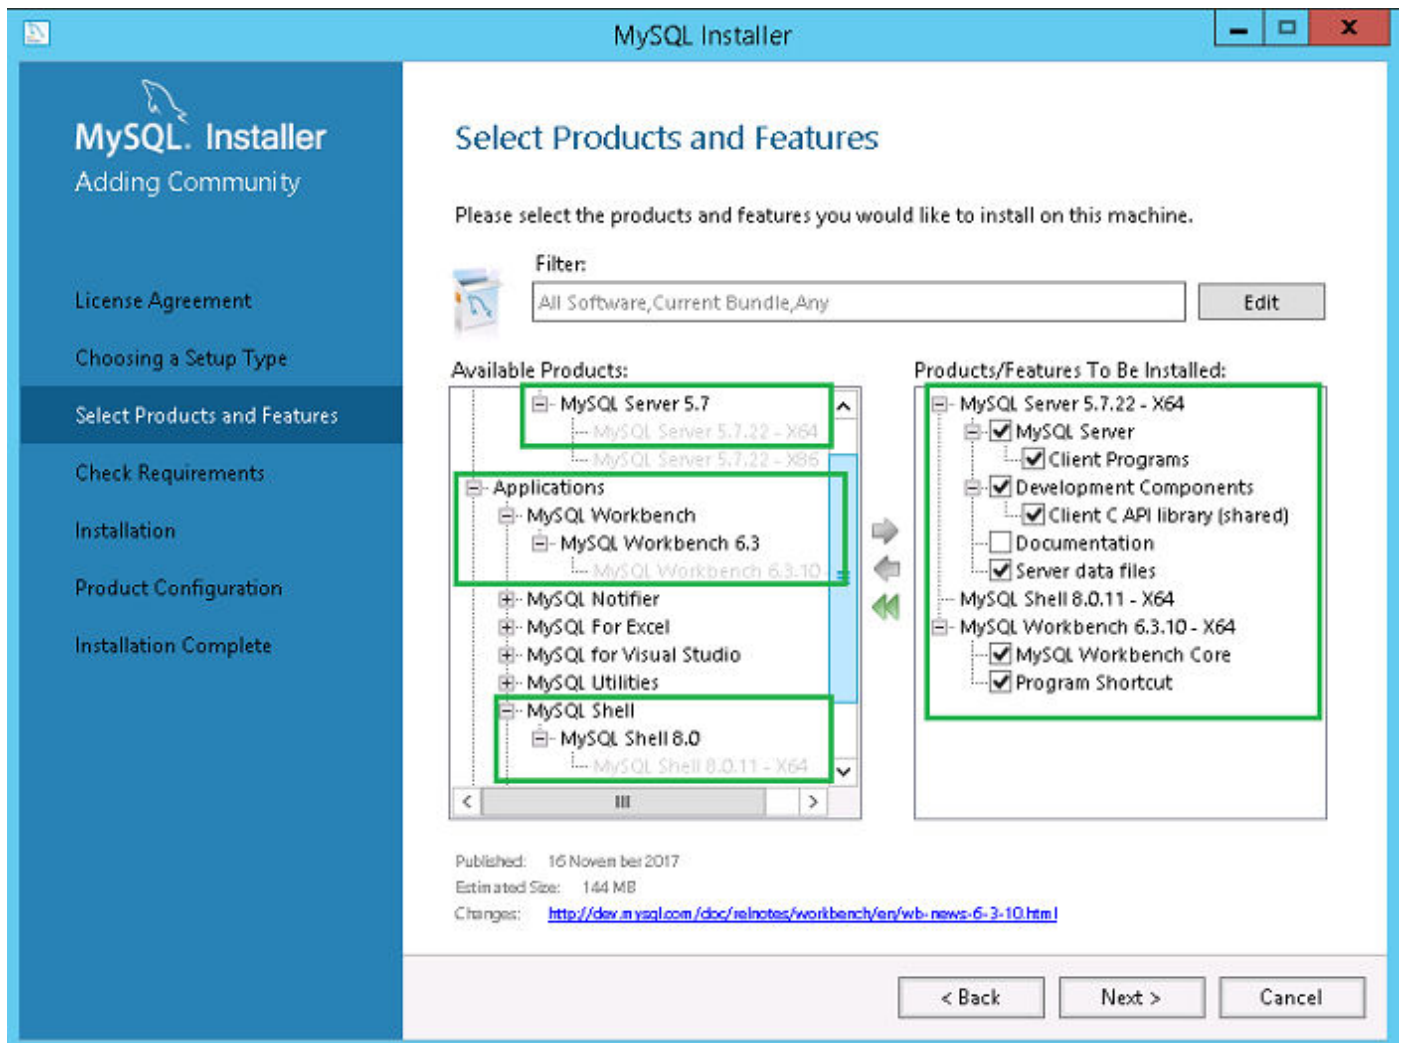 MySQL Installer
MySQL. Installer
Adding Community
License Agreement
Choosing a Setup Type
Select Products and Features
Check Requirements
Installation
Product Configuration
Installation Complete
Select Products and Features
Please select the products and features you would like to install on this machine.
Filter:
All Software,Current Bundle,Any
Edit
Available Products:
MySQL Server 5.7
MySQL Server 5.7.22 - X64
MySQL Server 5.7.22 - X86
Applications
MySQL Workbench
MySQL Workbench 6.3
MySQL Workbench 6.3.10
MySQL Notifier
MySQL For Excel
MySQL for Visual Studio
MySQL Utilities
MySQL Shell
MySQL Shell 8.0
MySQL Shell 8.0.11 - X64
Products/Features To Be Installed:
MySQL Server 5.7.22 - X64
MySQL Server
Client Programs
Development Components
Client C API library (shared)
Documentation
Server data files
MySQL Shell 8.0.11 - X64
MySQL Workbench 6.3.10 - X64
MySQL Workbench Core
Program Shortcut
Published: 16 November 2017
Estimated Size: 144 MB
Changes: http://dev.mysql.com/doc/relnotes/workbench/en/wb-news-6-3-10.html
< Back
Next >
Cancel